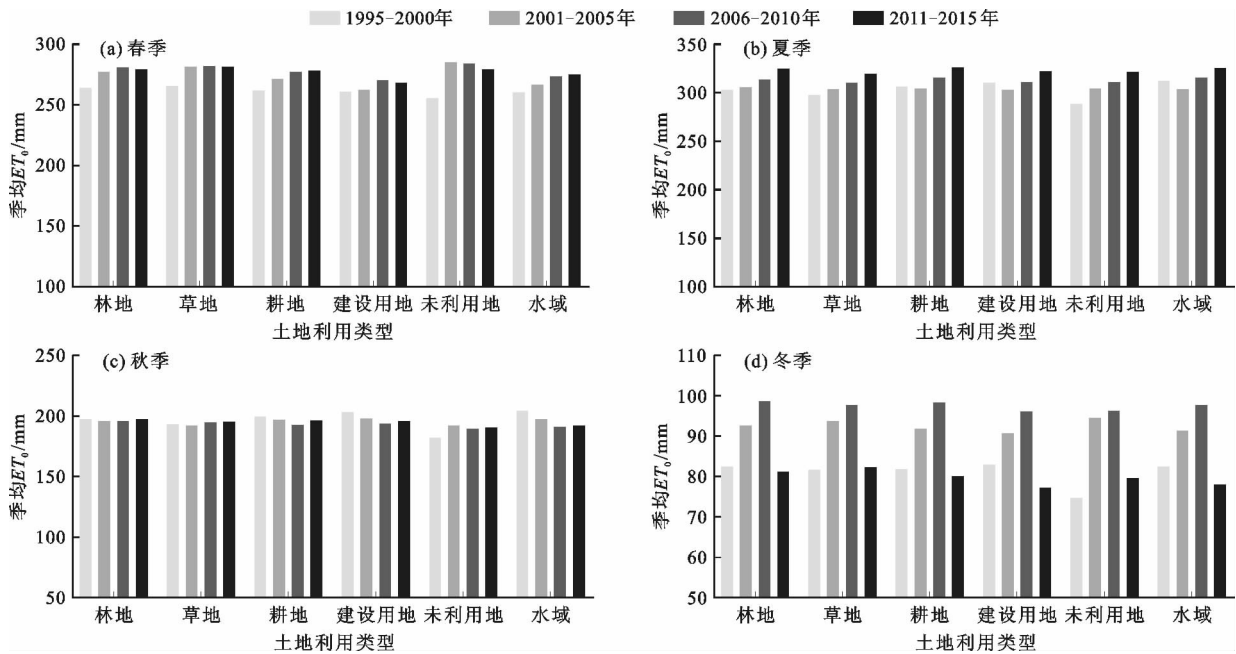 1995-2000年 2001-2005年 2006-2010年 2011-2015年
(a) 春季
300
250
200
150
100
季均ET₀/mm
林地 草地 耕地 建设用地 未利用地 水域
土地利用类型
(b) 夏季
350
300
250
200
150
100
季均ET₀/mm
林地 草地 耕地 建设用地 未利用地 水域
土地利用类型
(c) 秋季
250
200
150
100
50
季均ET₀/mm
林地 草地 耕地 建设用地 未利用地 水域
土地利用类型
(d) 冬季
110
100
90
80
70
60
50
季均ET₀/mm
林地 草地 耕地 建设用地 未利用地 水域
土地利用类型